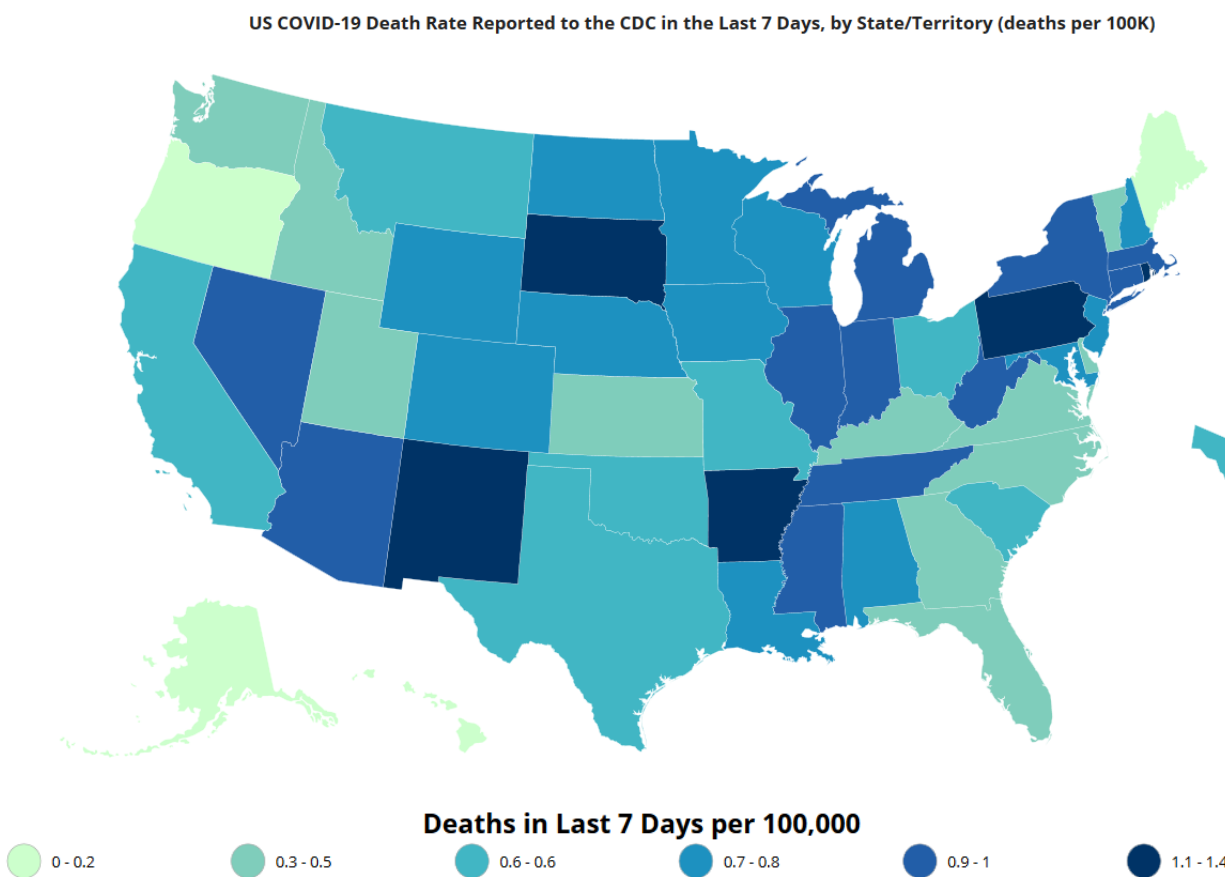 US COVID-19 Death Rate Reported to the CDC in the Last 7 Days, by State/Territory (deaths per 100K)
Deaths in Last 7 Days per 100,000
0 - 0.2
0.3 - 0.5
0.6 - 0.6
0.7 - 0.8
0.9 - 1
1.1 - 1.4